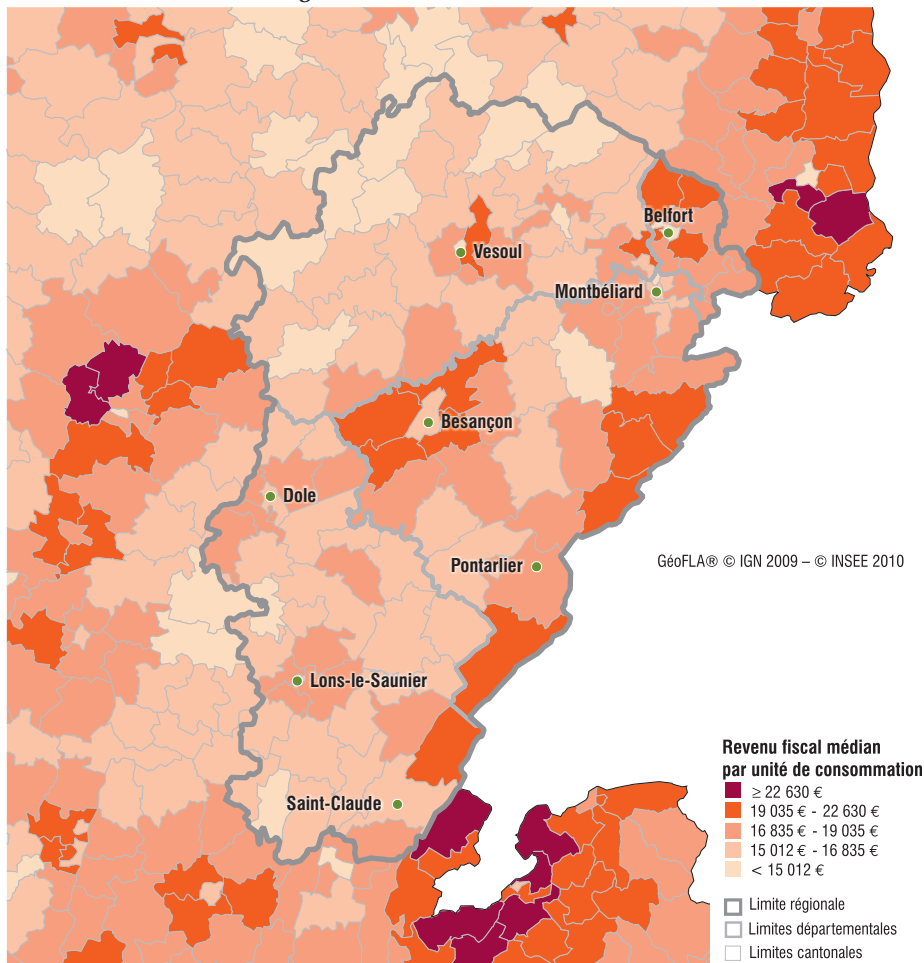 Belfort
Vesoul
Montbéliard
Besançon
Dole
Pontarlier
GéoFLA® © IGN 2009 – © INSEE 2010
Lons-le-Saunier
Saint-Claude
Revenu fiscal médian
par unité de consommation
≥ 22 630 €
19 035 € - 22 630 €
16 835 € - 19 035 €
15 012 € - 16 835 €
< 15 012 €
Limite régionale
Limites départementales
Limites cantonales